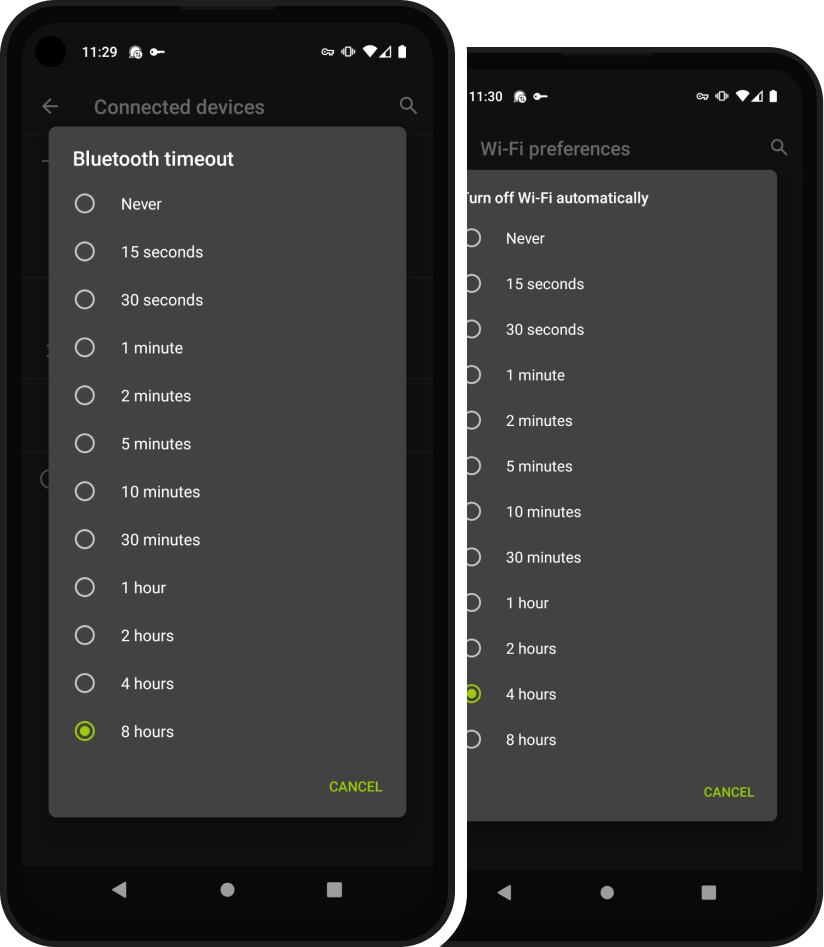 11:29
Connected devices
Bluetooth timeout
Never
15 seconds
30 seconds
1 minute
2 minutes
5 minutes
10 minutes
30 minutes
1 hour
2 hours
4 hours
8 hours
CANCEL
11:30
Wi-Fi preferences
Turn off Wi-Fi automatically
Never
15 seconds
30 seconds
1 minute
2 minutes
5 minutes
10 minutes
30 minutes
1 hour
2 hours
4 hours
8 hours
CANCEL